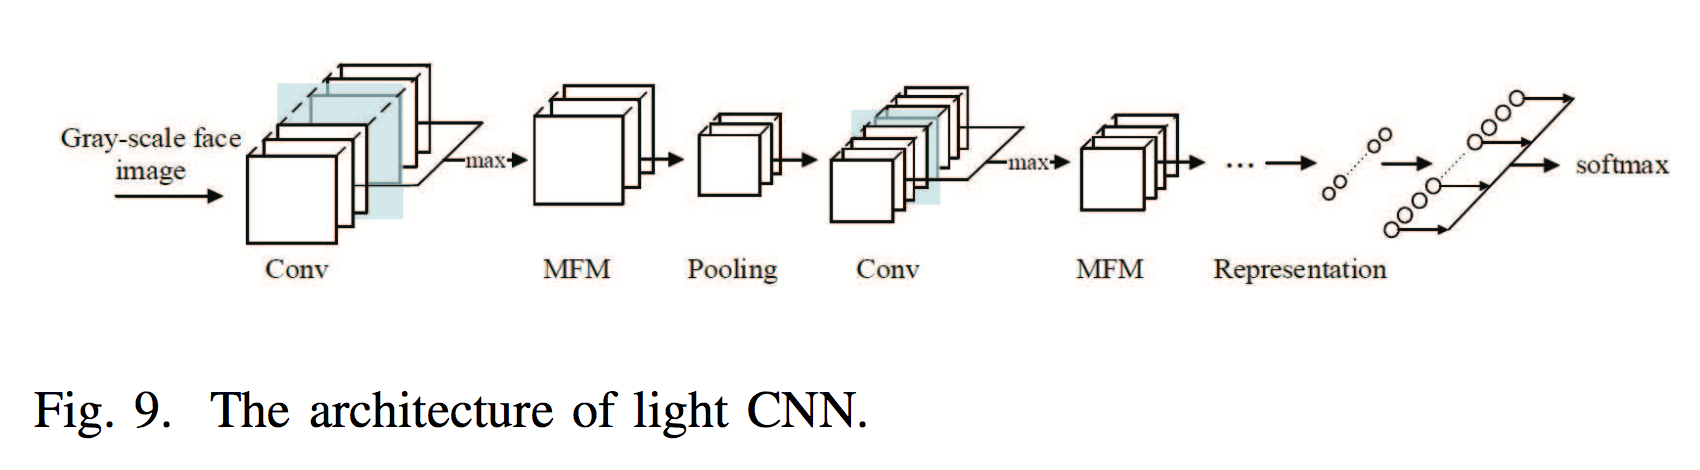 Gray-scale face
image
max
max
...
softmax
Conv
MFM
Pooling
Conv
MFM
Representation
Fig. 9. The architecture of light CNN.